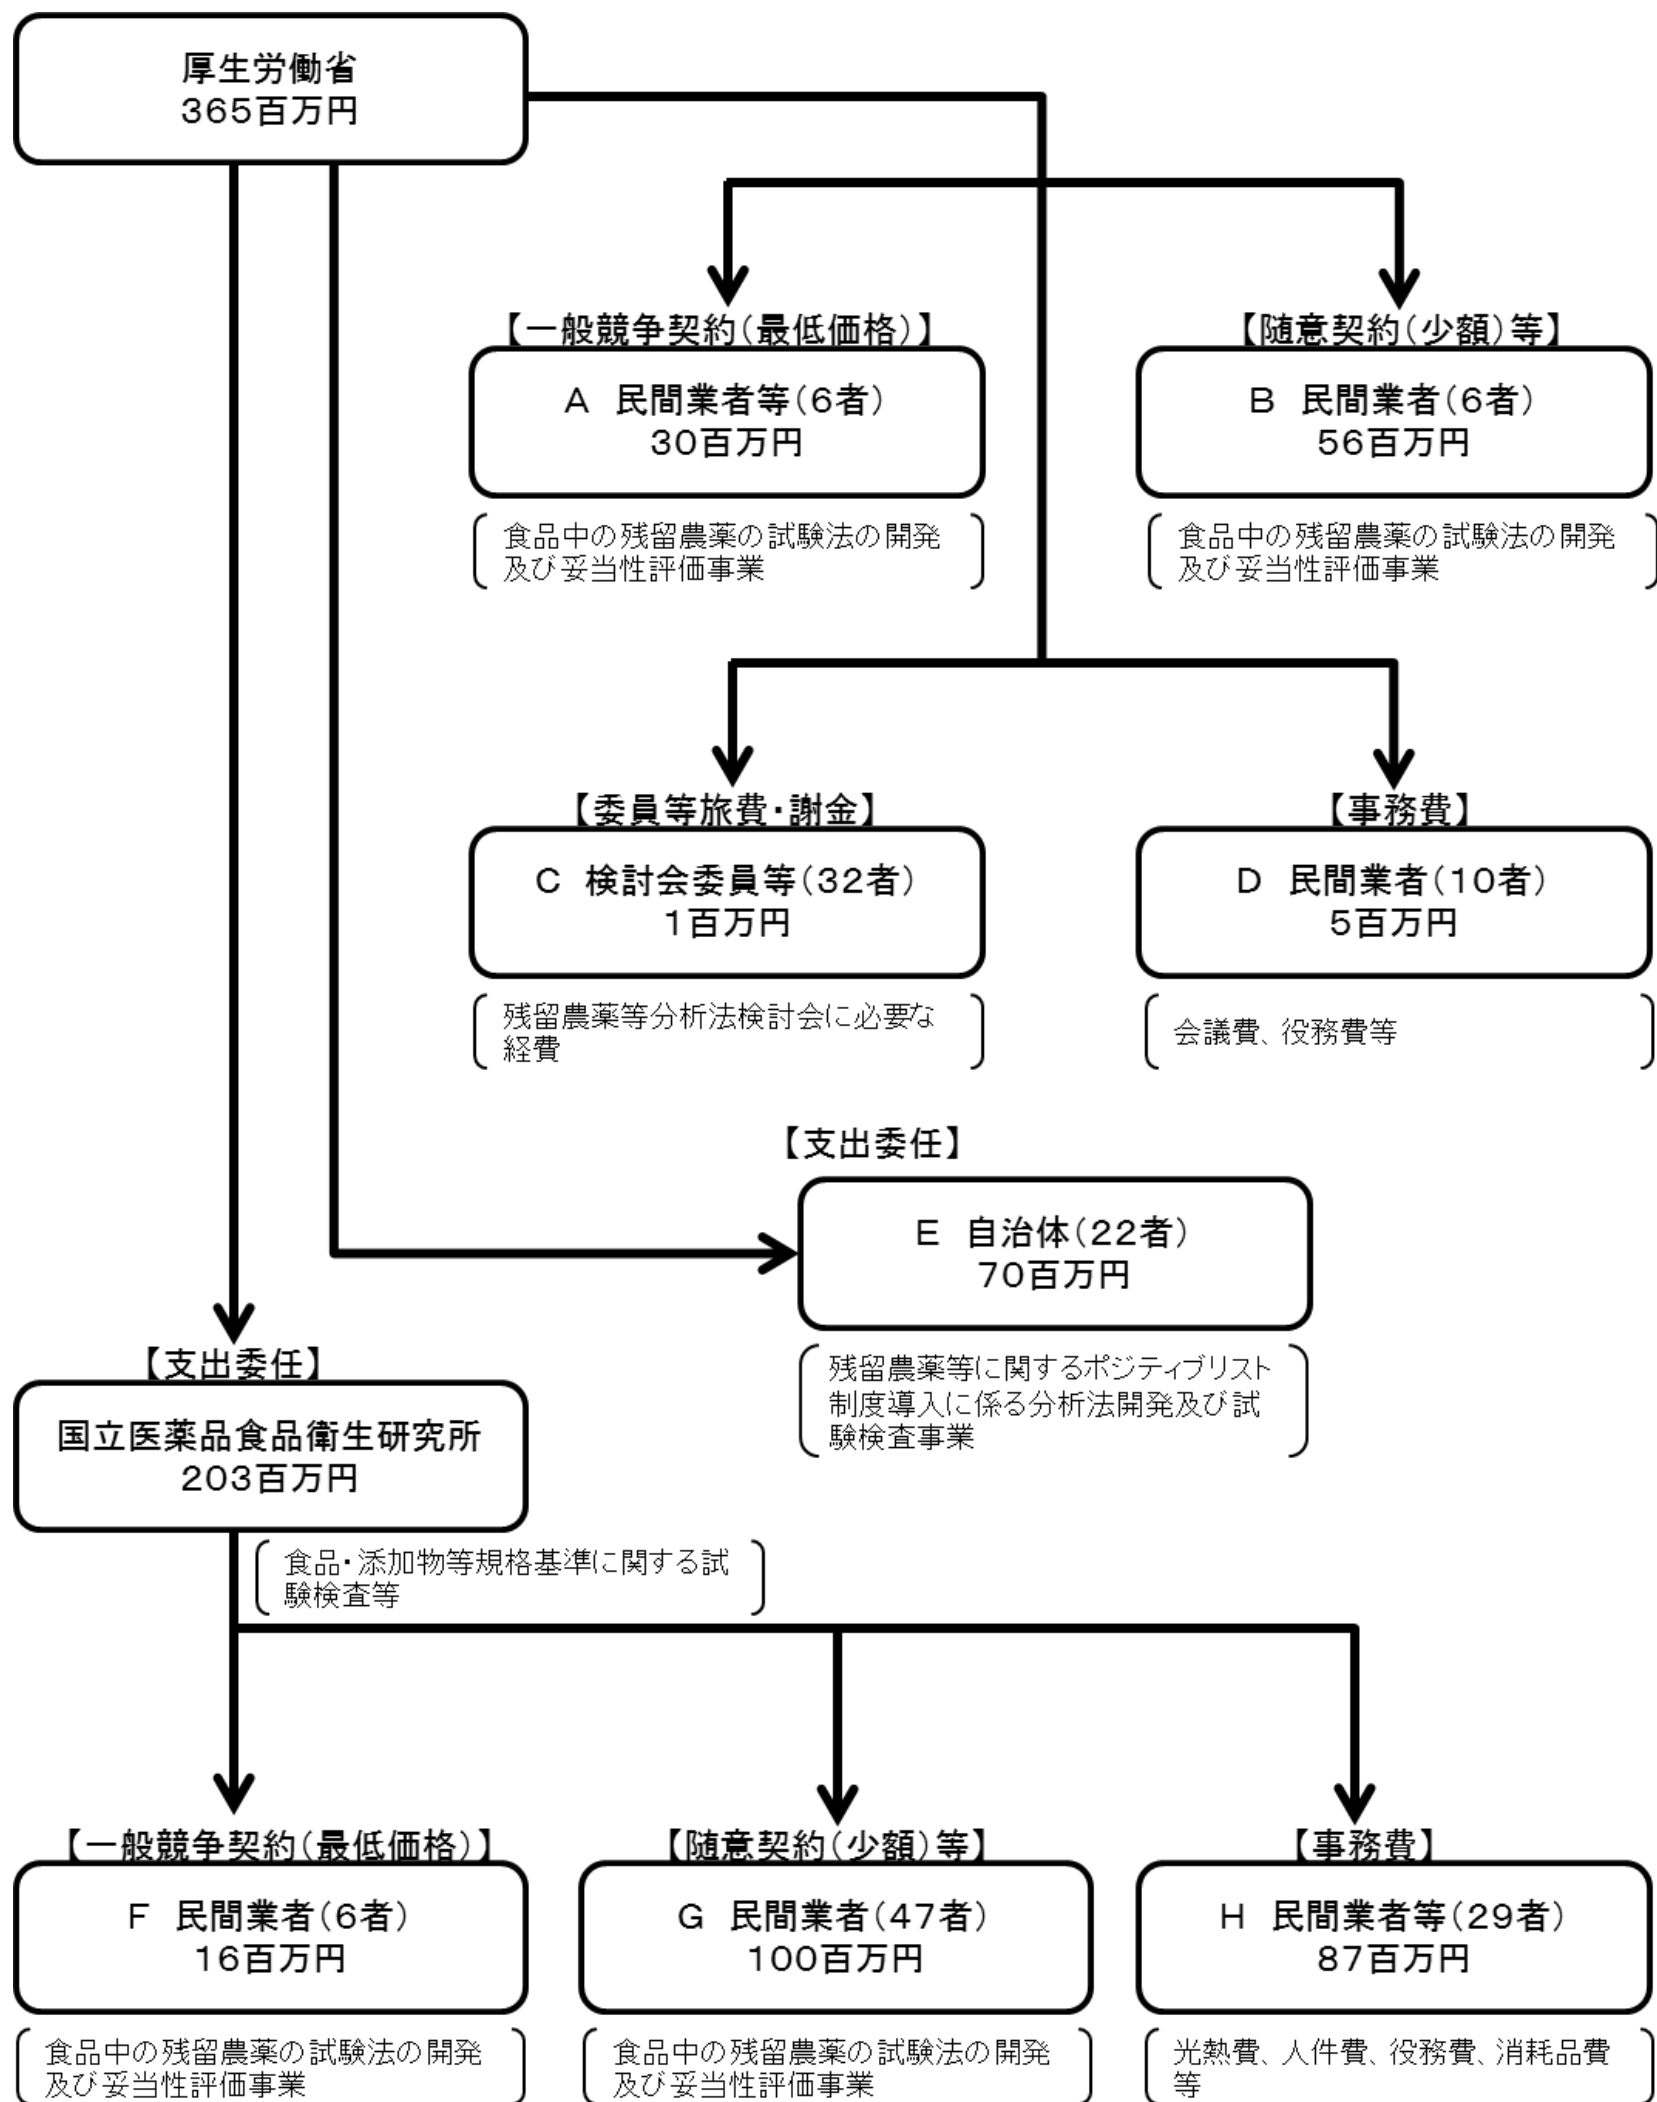 厚生労働省
365百万円
【一般競争契約(最低価格)】
A　民間業者等(6者)
30百万円
食品中の残留農薬の試験法の開発
及び妥当性評価事業
【随意契約(少額)等】
B　民間業者(6者)
56百万円
食品中の残留農薬の試験法の開発
及び妥当性評価事業
【委員等旅費・謝金】
C　検討会委員等(32者)
1百万円
残留農薬等分析法検討会に必要な
経費
【事務費】
D　民間業者(10者)
5百万円
会議費、役務費等
【支出委任】
E　自治体(22者)
70百万円
残留農薬等に関するポジティブリスト
制度導入に係る分析法開発及び試
験検査事業
【支出委任】
国立医薬品食品衛生研究所
203百万円
食品・添加物等規格基準に関する試
験検査等
【一般競争契約(最低価格)】
F　民間業者(6者)
16百万円
食品中の残留農薬の試験法の開発
及び妥当性評価事業
【随意契約(少額)等】
G　民間業者(47者)
100百万円
食品中の残留農薬の試験法の開発
及び妥当性評価事業
【事務費】
H　民間業者等(29者)
87百万円
光熱費、人件費、役務費、消耗品費
等